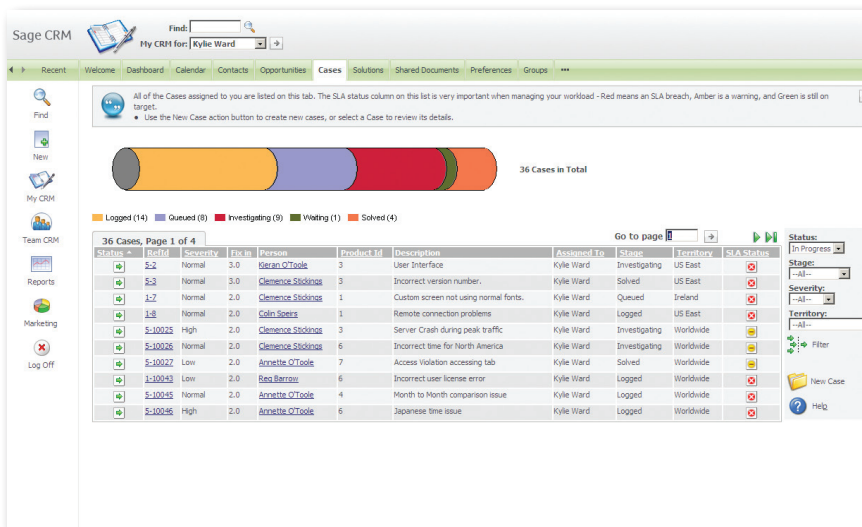 Sage CRM
Find:
My CRM for: Kylie Ward
Recent Welcome Dashboard Calendar Contacts Opportunities Cases Solutions Shared Documents Preferences Groups •••
All of the Cases assigned to you are listed on this tab. The SLA status column on this list is very important when managing your workload - Red means an SLA breach, Amber is a warning, and Green is still on
target.
• Use the New Case action button to create new cases, or select a Case to review its details.
Find
New
My CRM
Team CRM
Reports
Marketing
Log Off
36 Cases in Total
Logged (14) Queued (8) Investigating (9) Waiting (1) Solved (4)
36 Cases, Page 1 of 4
Go to page 1
Status RefId Severity Fix in Person Product Id Description Assigned To Stage Territory SLA Status
5-2 Normal 3.0 Kieran O'Toole 3 User Interface Kylie Ward Investigating US East
5-3 Normal 3.0 Clemence Stickings 3 Incorrect version number. Kylie Ward Solved US East
1-7 Normal 2.0 Clemence Stickings 1 Custom screen not using normal fonts. Kylie Ward Queued Ireland
1-8 Normal 2.0 Colin Speirs 1 Remote connection problems Kylie Ward Logged US East
5-10025 High 2.0 Clemence Stickings 3 Server Crash during peak traffic Kylie Ward Investigating Worldwide
5-10026 Normal 2.0 Clemence Stickings 6 Incorrect time for North America Kylie Ward Investigating Worldwide
5-10027 Low 2.0 Annette O'Toole 7 Access Violation accessing tab Kylie Ward Solved Worldwide
1-10043 Low 2.0 Reg Barrow 6 Incorrect user license error Kylie Ward Logged Worldwide
5-10045 Normal 2.0 Annette O'Toole 4 Month to Month comparison issue Kylie Ward Logged Worldwide
5-10046 High 2.0 Annette O'Toole 6 Japanese time issue Kylie Ward Logged Worldwide
Status:
In Progress
Stage:
--All--
Severity:
--All--
Territory:
--All--
Filter
New Case
Help